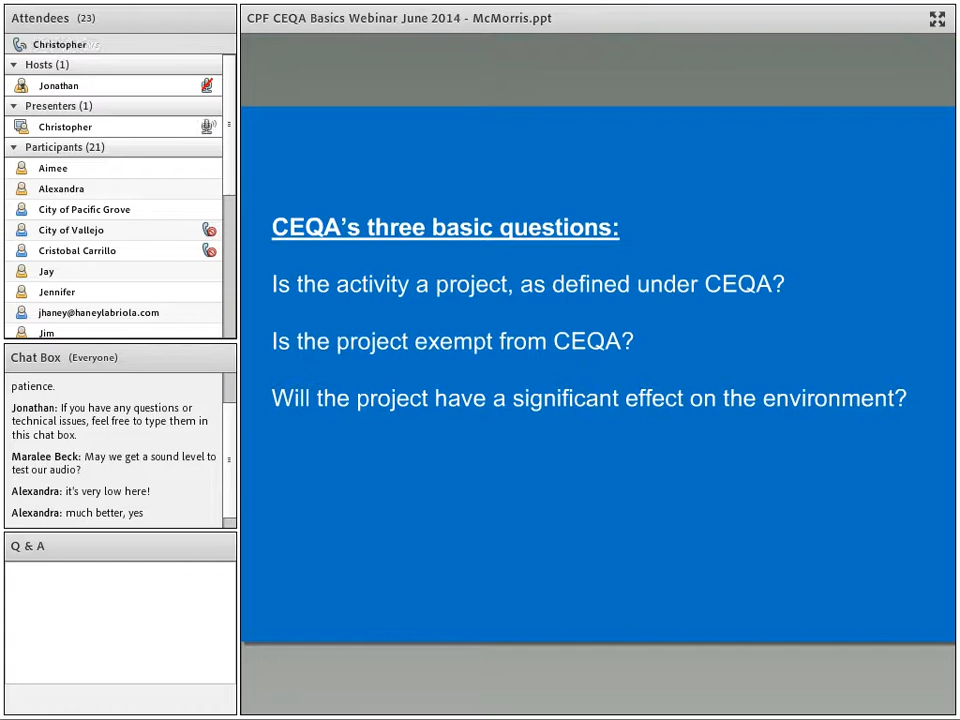 Attendees (23)
Christopher
Hosts (1)
Jonathan
Presenters (1)
Christopher
Participants (21)
Aimee
Alexandra
City of Pacific Grove
City of Vallejo
Cristobal Carrillo
Jay
Jennifer
jhaney@haneylabriola.com
Jim
Chat Box (Everyone)
patience.
Jonathan: If you have any questions or
technical issues, feel free to type them in
this chat box.
Maralee Beck: May we get a sound level to
test our audio?
Alexandra: it's very low here!
Alexandra: much better, yes
Q & A
CPF CEQA Basics Webinar June 2014 - McMorris.ppt
CEQA’s three basic questions:
Is the activity a project, as defined under CEQA?
Is the project exempt from CEQA?
Will the project have a significant effect on the environment?